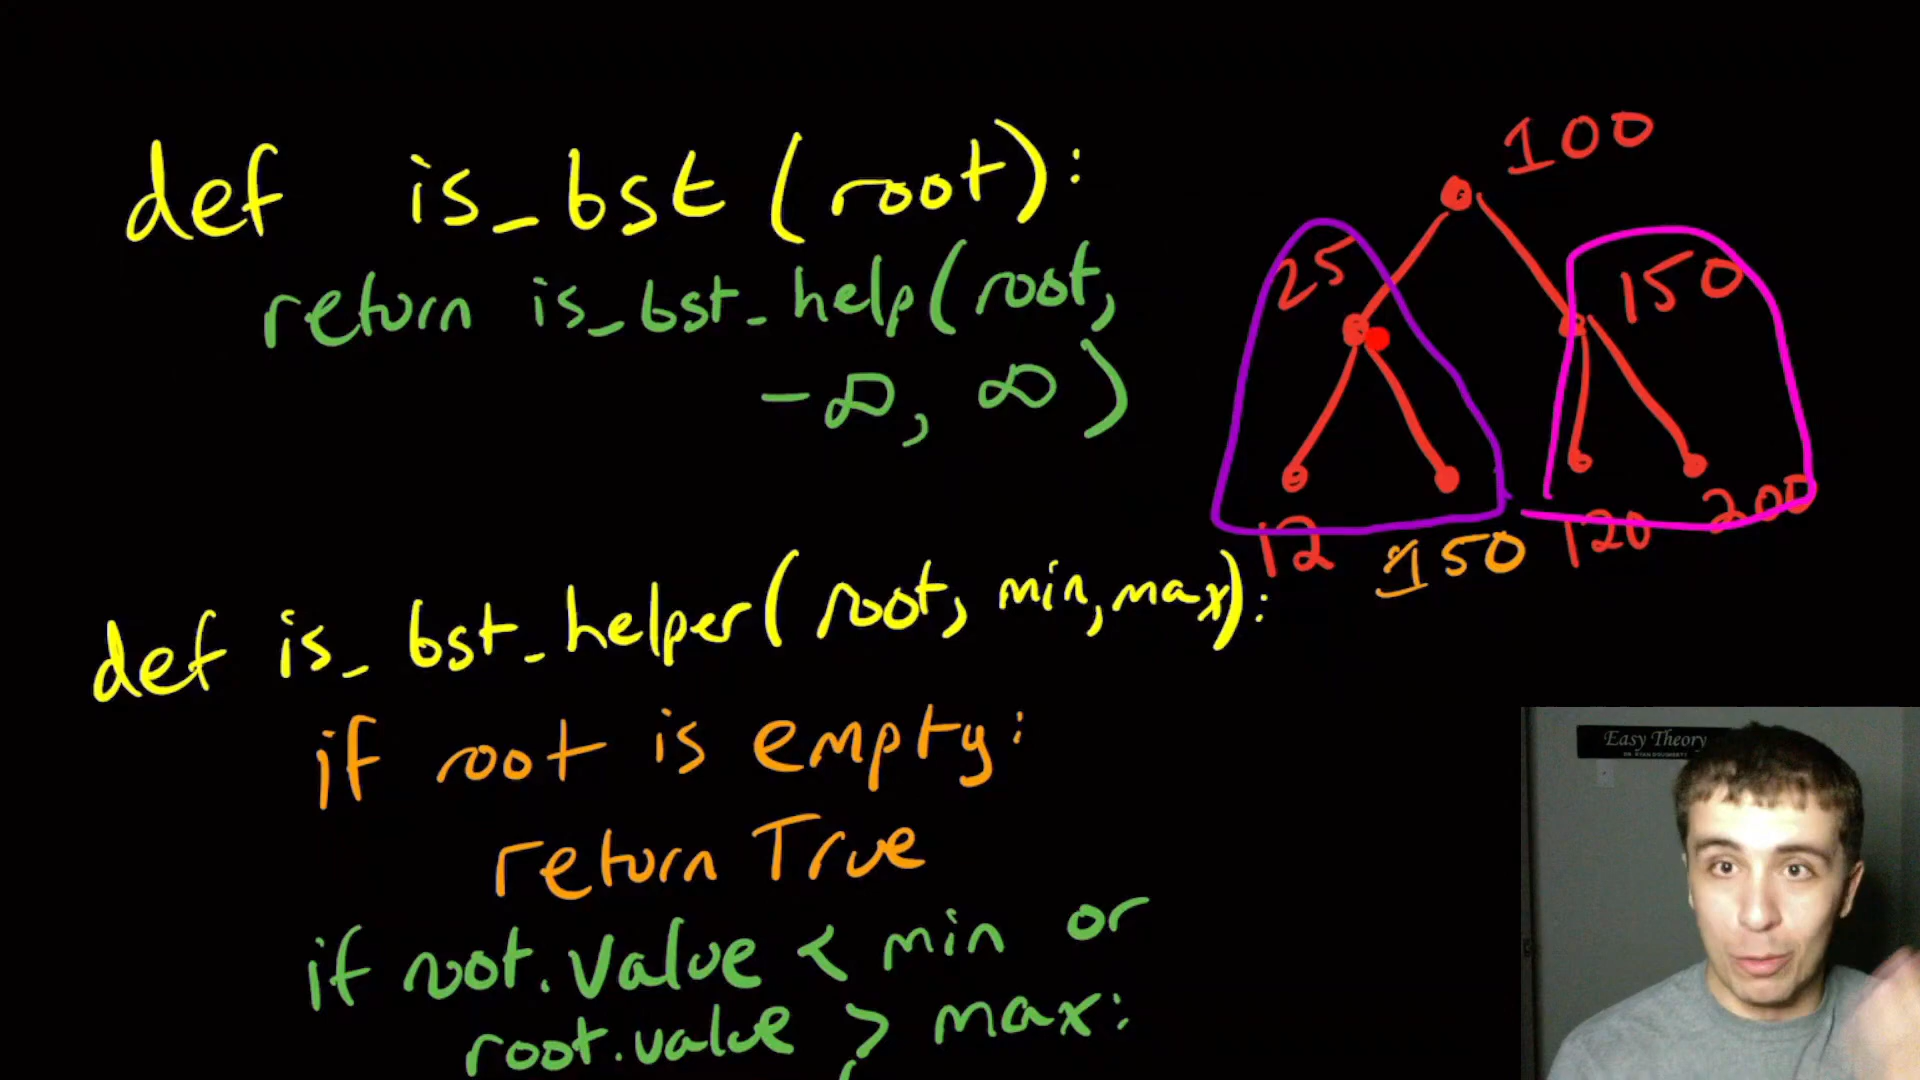 def is_bst (root):
return is_bst_help(root,
-∞, ∞)
100
25
150
12
150
120
200
def is_bst_helper(root, min, max):
if root is empty:
return True
if root.value < min or
root.value > max:
Easy Theory